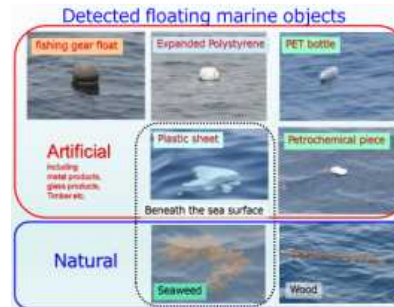 Detected floating marine objects
fishing gear float
Expanded Polystyrene
PET bottle
Artificial
including
metal products,
glass products,
Timber etc.
Plastic sheet
Petrochemical piece
Beneath the sea surface
Natural
Seaweed
Wood